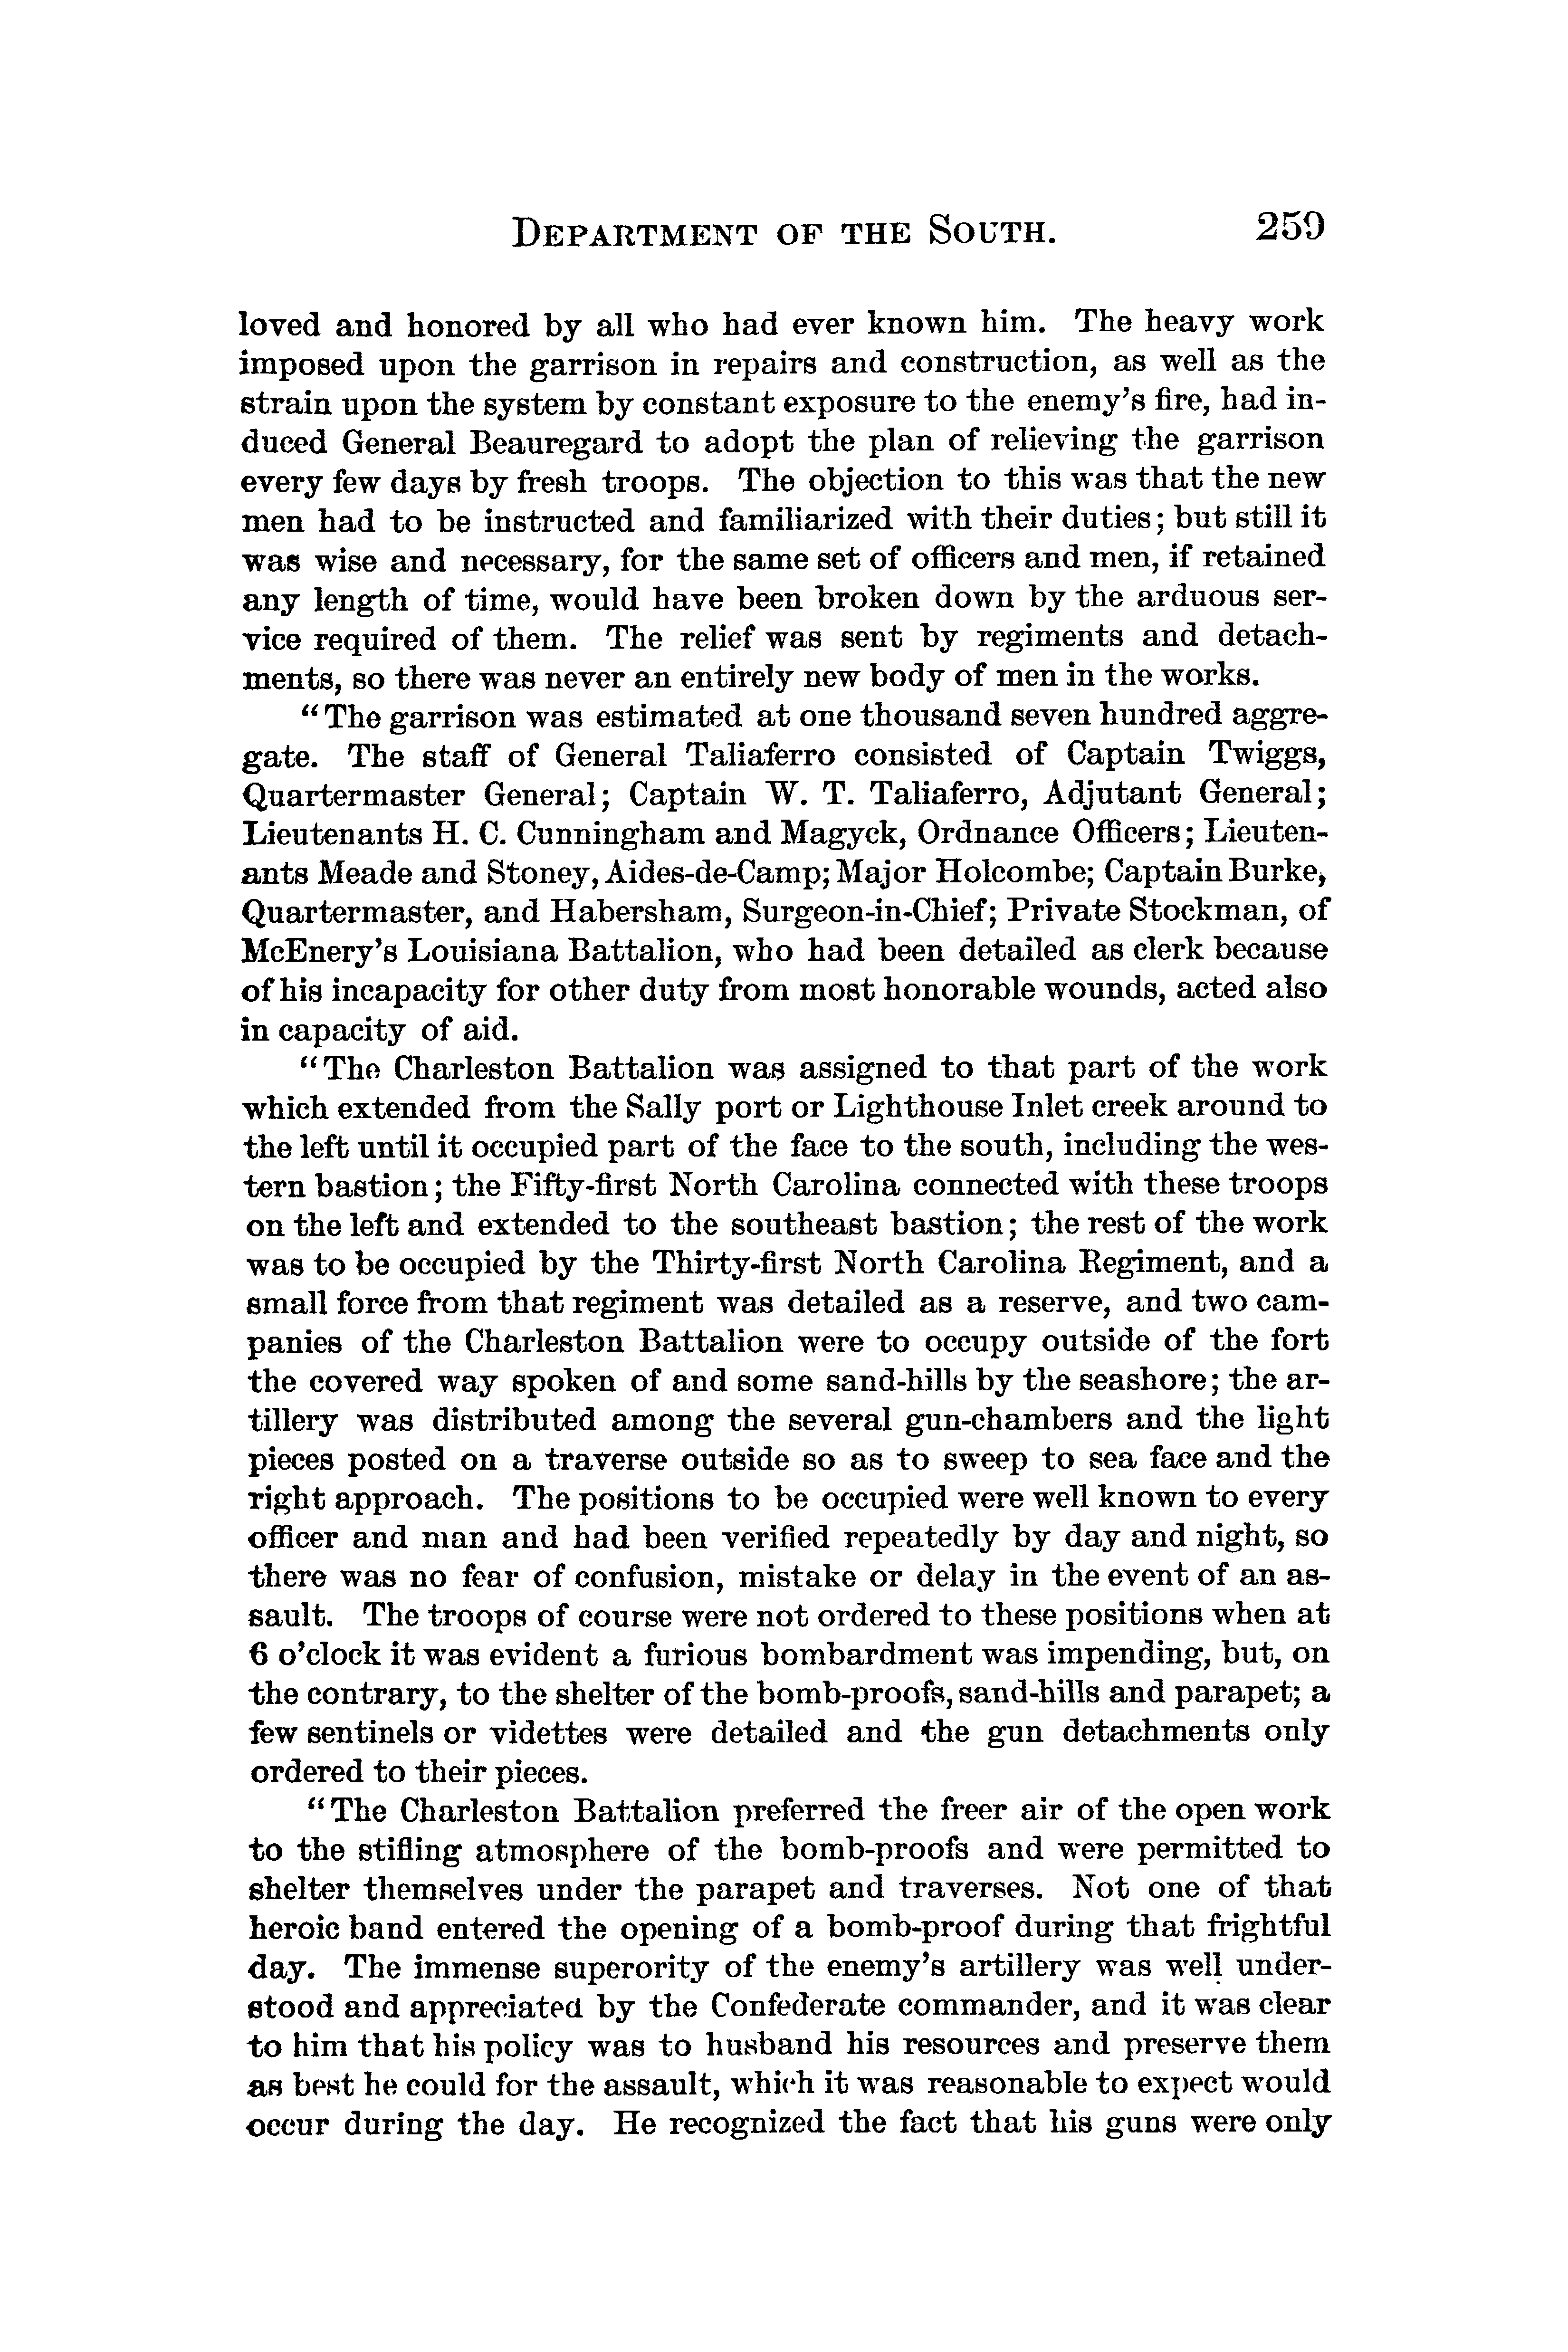 DEPARTMENT OF THE SOUTH. 259
loved and honored by all who had ever known him. The heavy work
imposed upon the garrison in repairs and construction, as well as the
strain upon the system by constant exposure to the enemy's fire, had in-
duced General Beauregard to adopt the plan of relieving the garrison
every few days by fresh troops. The objection to this was that the new
men had to be instructed and familiarized with their duties; but still it
was wise and necessary, for the same set of officers and men, if retained
any length of time, would have been broken down by the arduous ser-
vice required of them. The relief was sent by regiments and detach-
ments, so there was never an entirely new body of men in the works.
"The garrison was estimated at one thousand seven hundred aggre-
gate. The staff of General Taliaferro consisted of Captain Twiggs,
Quartermaster General; Captain W. T. Taliaferro, Adjutant General;
Lieutenants H. C. Cunningham and Magyck, Ordnance Officers; Lieuten-
ants Meade and Stoney, Aides-de-Camp; Major Holcombe; Captain Burke,
Quartermaster, and Habersham, Surgeon-in-Chief; Private Stockman, of
McEnery's Louisiana Battalion, who had been detailed as clerk because
of his incapacity for other duty from most honorable wounds, acted also
in capacity of aid.
"The Charleston Battalion was assigned to that part of the work
which extended from the Sally port or Lighthouse Inlet creek around to
the left until it occupied part of the face to the south, including the wes-
tern bastion; the Fifty-first North Carolina connected with these troops
on the left and extended to the southeast bastion; the rest of the work
was to be occupied by the Thirty-first North Carolina Regiment, and a
small force from that regiment was detailed as a reserve, and two cam-
panies of the Charleston Battalion were to occupy outside of the fort
the covered way spoken of and some sand-hills by the seashore; the ar-
tillery was distributed among the several gun-chambers and the light
pieces posted on a traverse outside so as to sweep to sea face and the
right approach. The positions to be occupied were well known to every
officer and man and had been verified repeatedly by day and night, so
there was no fear of confusion, mistake or delay in the event of an as-
sault. The troops of course were not ordered to these positions when at
6 o'clock it was evident a furious bombardment was impending, but, on
the contrary, to the shelter of the bomb-proofs, sand-hills and parapet; a
few sentinels or videttes were detailed and the gun detachments only
ordered to their pieces.
"The Charleston Battalion preferred the freer air of the open work
to the stifling atmosphere of the bomb-proofs and were permitted to
shelter themselves under the parapet and traverses. Not one of that
heroic band entered the opening of a bomb-proof during that frightful
day. The immense superority of the enemy's artillery was well under-
stood and appreciated by the Confederate commander, and it was clear
to him that his policy was to husband his resources and preserve them
as best he could for the assault, which it was reasonable to expect would
occur during the day. He recognized the fact that his guns were only